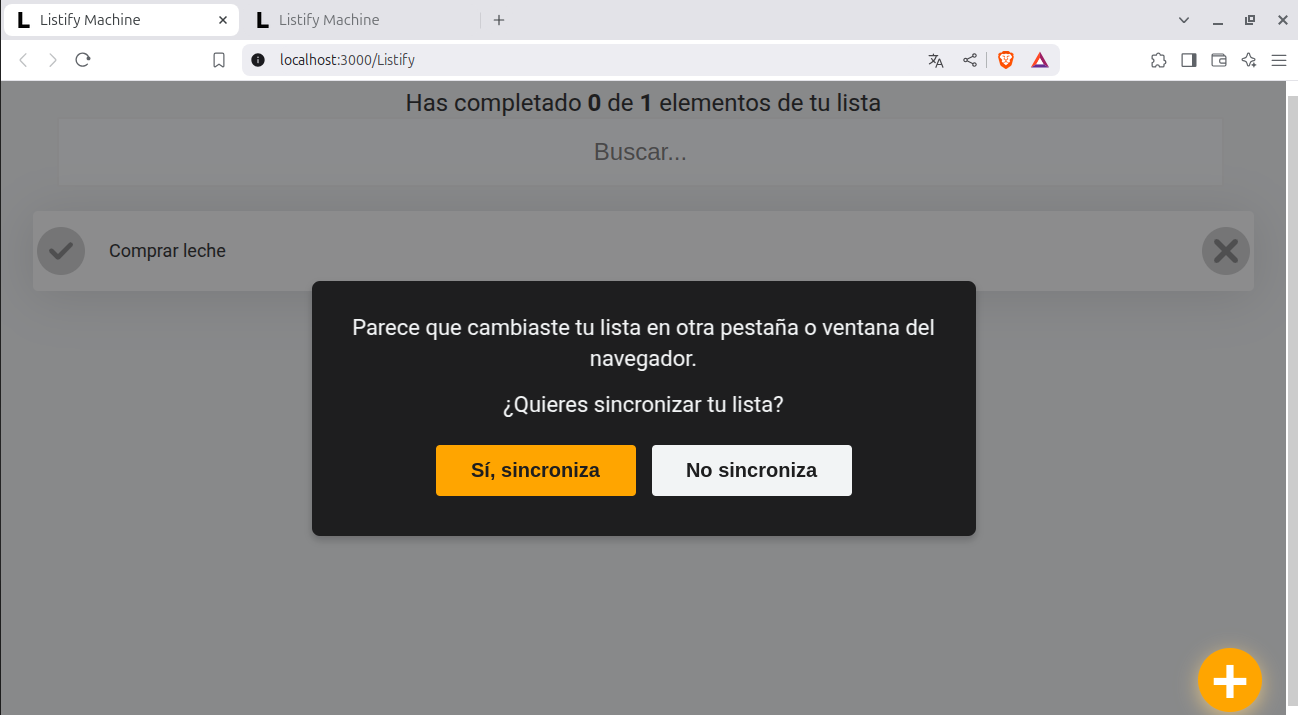 Listify Machine
Listify Machine
localhost:3000/Listify
Has completado 0 de 1 elementos de tu lista
Buscar...
Comprar leche
Parece que cambiaste tu lista en otra pestaña o ventana del
navegador.
¿Quieres sincronizar tu lista?
Sí, sincroniza
No sincroniza